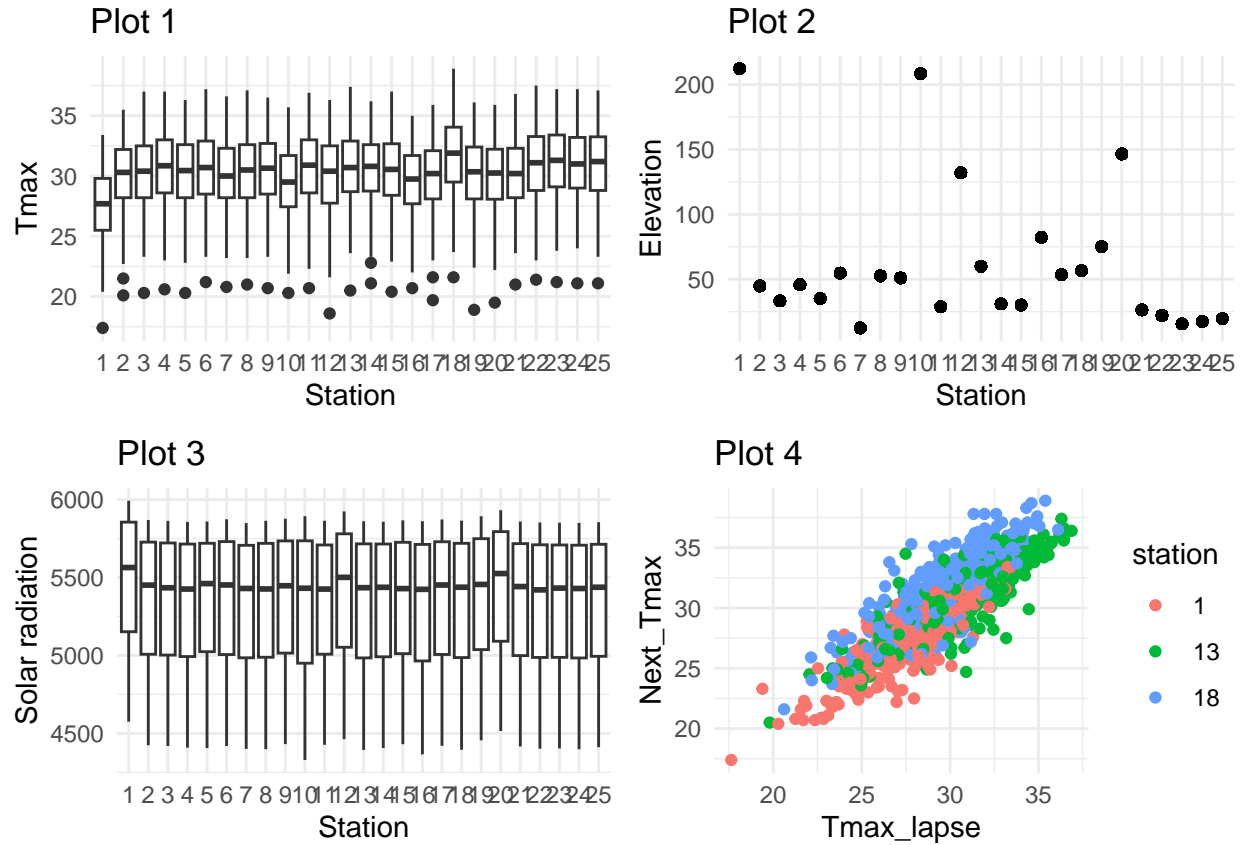 Plot 1
Tmax
35
30
25
20
1 2 3 4 5 6 7 8 9 10 11 12 13 14 15 16 17 18 19 20 21 22 23 24 25
Station
Plot 2
Elevation
200
150
100
50
1 2 3 4 5 6 7 8 9 10 11 12 13 14 15 16 17 18 19 20 21 22 23 24 25
Station
Plot 3
Solar radiation
6000
5500
5000
4500
1 2 3 4 5 6 7 8 9 10 11 12 13 14 15 16 17 18 19 20 21 22 23 24 25
Station
Plot 4
Next_Tmax
35
30
25
20
20 25 30 35
Tmax_lapse
station
1
13
18